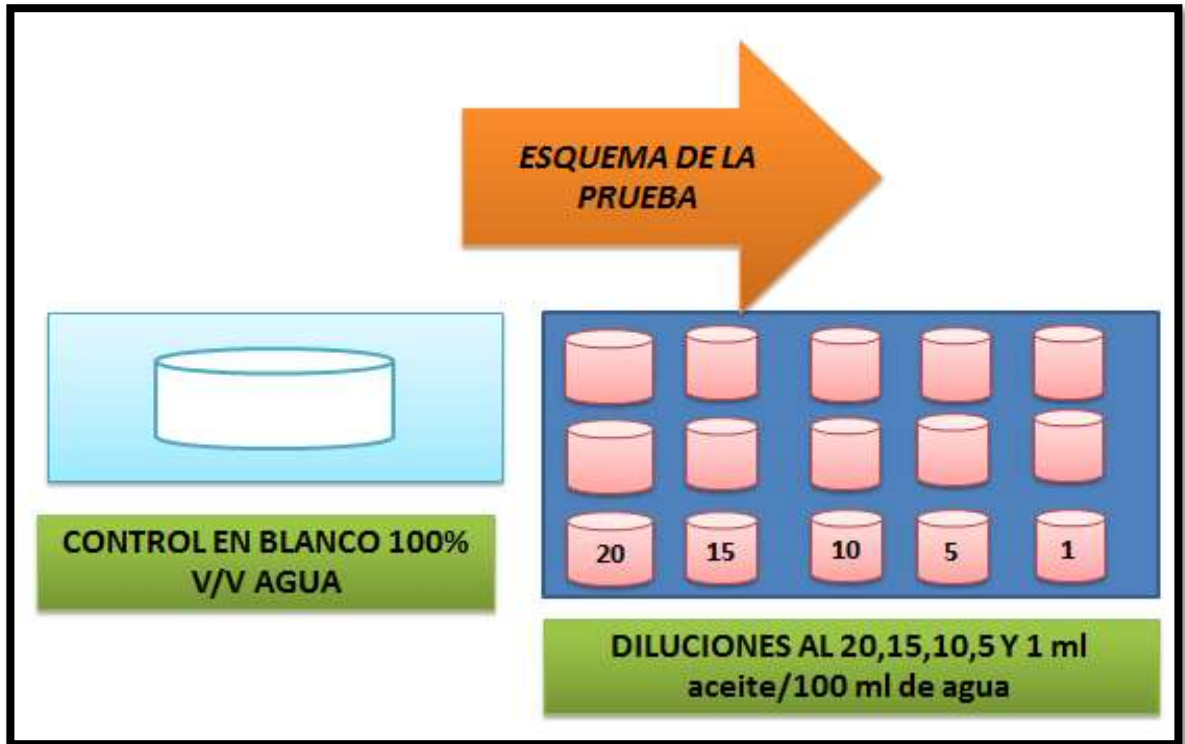 ESQUEMA DE LA
PRUEBA
CONTROL EN BLANCO 100%
V/V AGUA
20
15
10
5
1
DILUCIONES AL 20,15,10,5 Y 1 ml
aceite/100 ml de agua